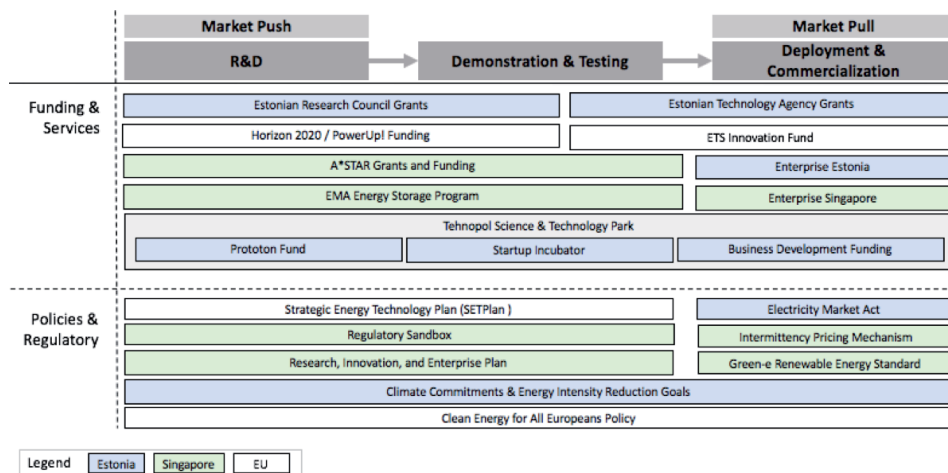 Market Push
Market Pull
R&D
Demonstration & Testing
Deployment &
Commercialization
Funding &
Services
Estonian Research Council Grants
Estonian Technology Agency Grants
Horizon 2020 / PowerUp! Funding
ETS Innovation Fund
A*STAR Grants and Funding
Enterprise Estonia
EMA Energy Storage Program
Enterprise Singapore
Tehnopol Science & Technology Park
Prototon Fund
Startup Incubator
Business Development Funding
Policies &
Regulatory
Strategic Energy Technology Plan (SETPlan )
Electricity Market Act
Regulatory Sandbox
Intermittency Pricing Mechanism
Research, Innovation, and Enterprise Plan
Green-e Renewable Energy Standard
Climate Commitments & Energy Intensity Reduction Goals
Clean Energy for All Europeans Policy
Legend
Estonia
Singapore
EU